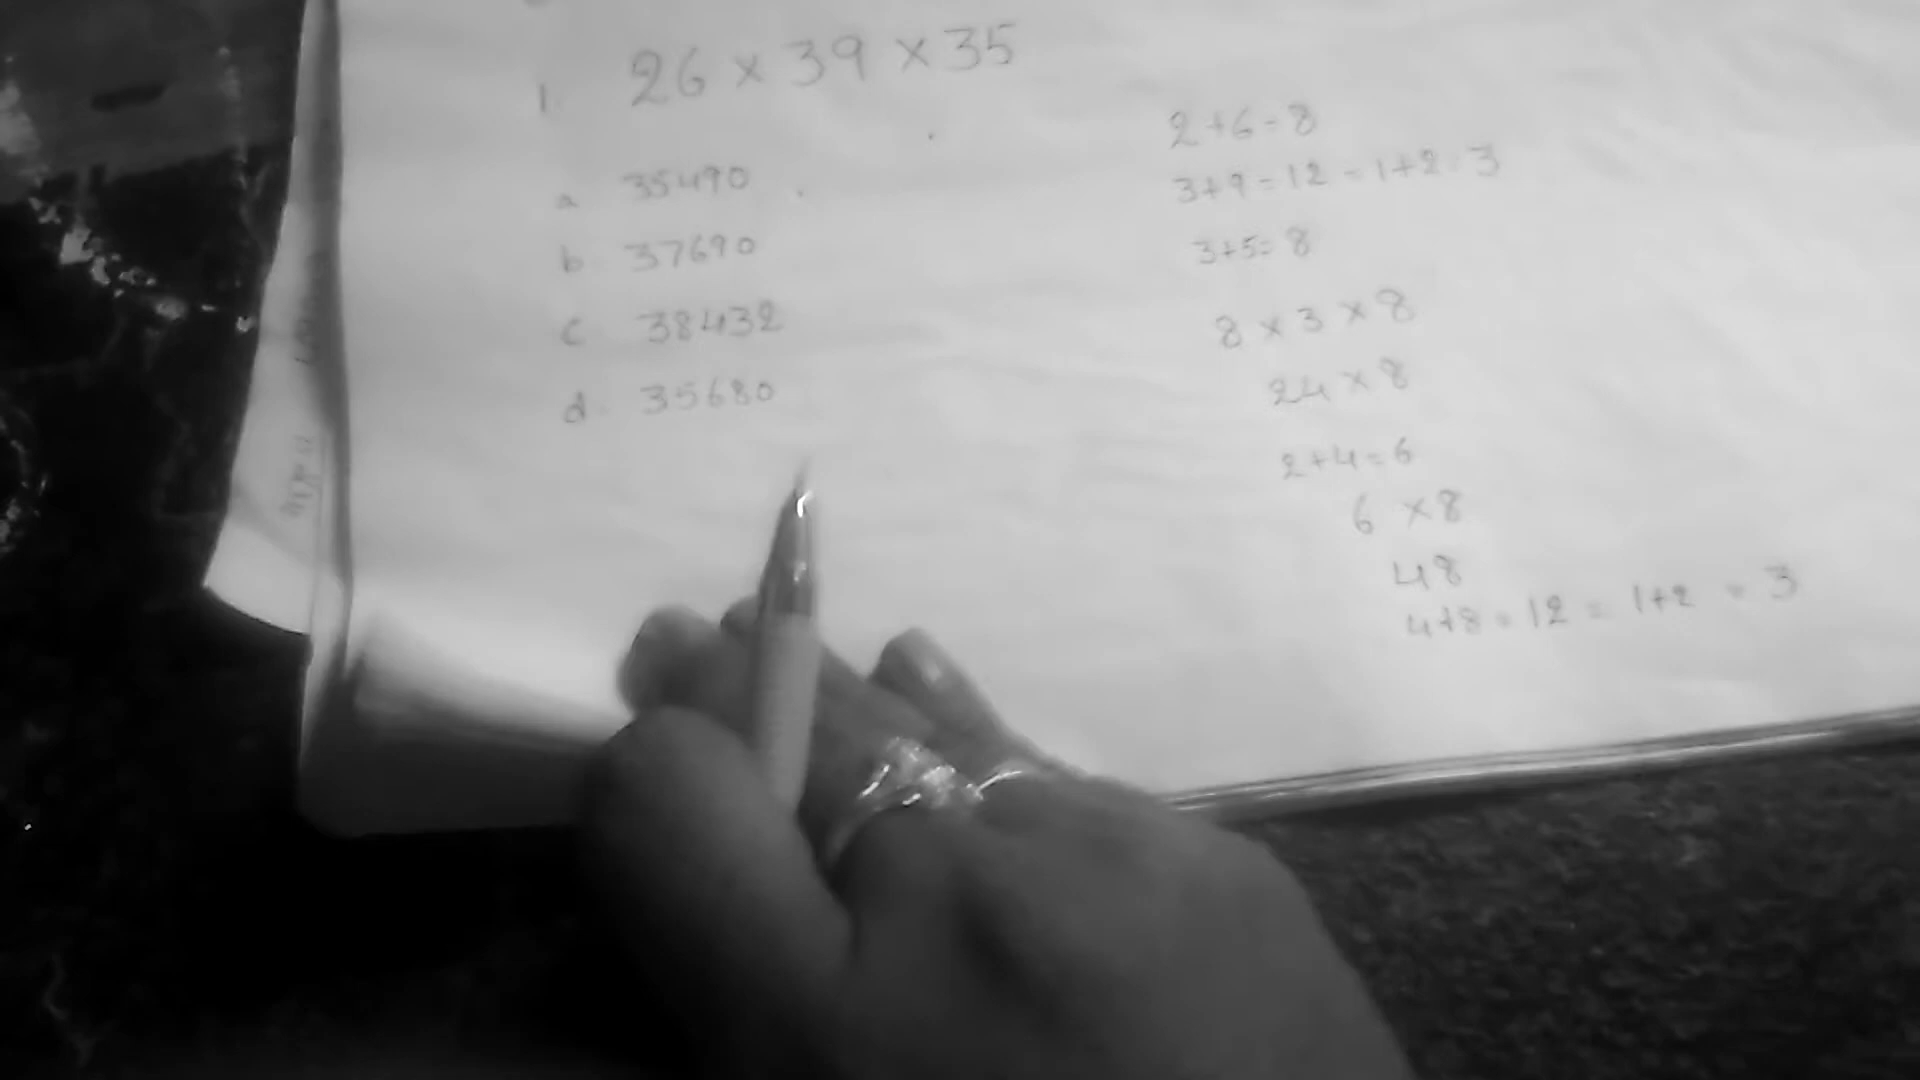 1. 26 x 39 x 35
a 35490
b. 37690
c 38432
d. 35680
2+6=8
3+9=12=1+2=3
3+5=8
8 x 3 x 8
24 x 8
2+4=6
6 x 8
48
4+8=12=1+2=3